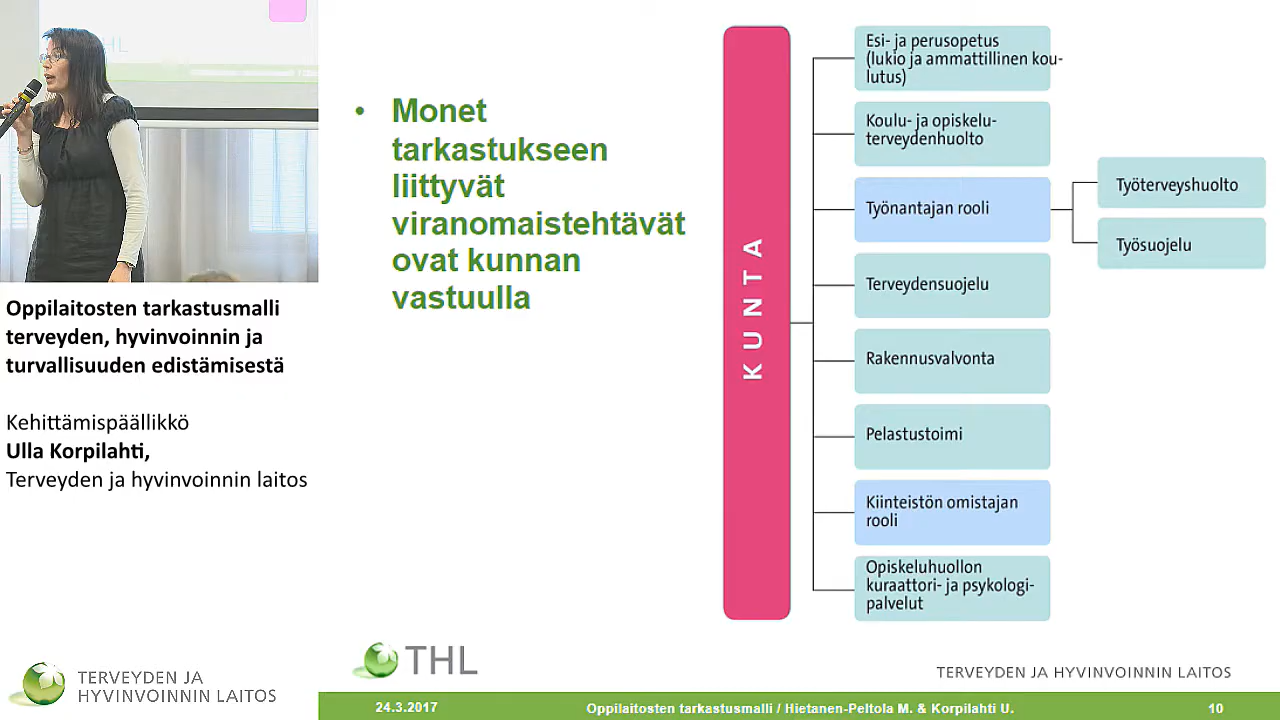 THL
Oppilaitosten tarkastusmalli
terveyden, hyvinvoinnin ja
turvallisuuden edistämisestä
Kehittämispäällikkö
Ulla Korpilahti,
Terveyden ja hyvinvoinnin laitos
TERVEYDEN JA
HYVINVOINNIN LAITOS
• Monet
tarkastukseen
liittyvät
viranomaistehtävät
ovat kunnan
vastuulla
KUNTA
Esi- ja perusopetus
(lukio ja ammattillinen kou-
lutus)
Koulu- ja opiskelu-
terveydenhuolto
Työnantajan rooli
Työterveyshuolto
Työsuojelu
Terveydensuojelu
Rakennusvalvonta
Pelastustoimi
Kiinteistön omistajan
rooli
Opiskeluhuollon
kuraattori- ja psykologi-
palvelut
THL
TERVEYDEN JA HYVINVOINNIN LAITOS
24.3.2017
Oppilaitosten tarkastusmalli / Hietanen-Peltola M. & Korpilahti U.
10